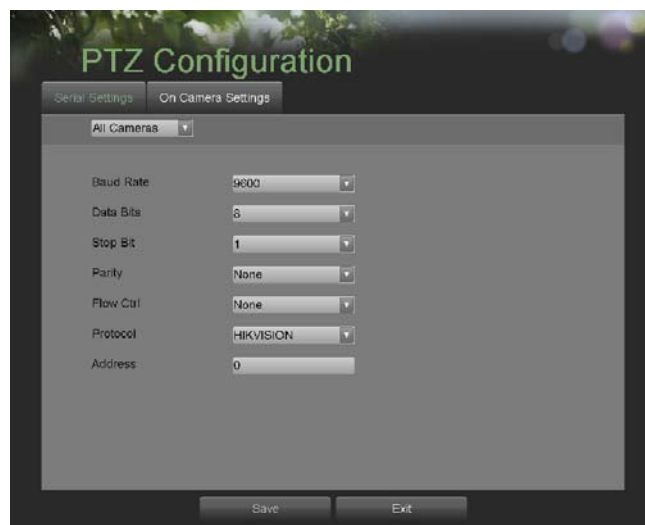 PTZ Configuration
Serial Settings On Camera Settings
All Cameras
Baud Rate 9600
Data Bits 8
Stop Bit 1
Parity None
Flow Ctrl None
Protocol HIKVISION
Address 0
Save Exit